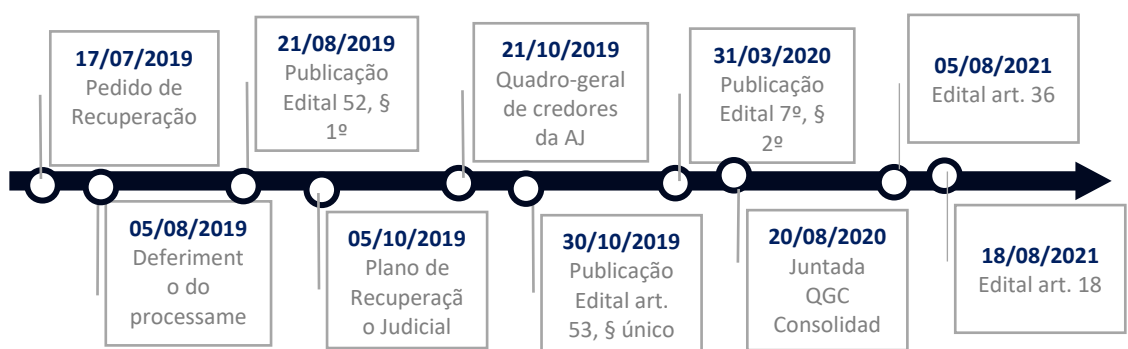 17/07/2019
Pedido de
Recuperação
21/08/2019
Publicação
Edital 52, §
1º
21/10/2019
Quadro-geral
de credores
da AJ
31/03/2020
Publicação
Edital 7º, §
2º
05/08/2021
Edital art. 36
05/08/2019
Deferiment
o do
processame
05/10/2019
Plano de
Recuperaçã
o Judicial
30/10/2019
Publicação
Edital art.
53, § único
20/08/2020
Juntada
QGC
Consolidad
18/08/2021
Edital art. 18